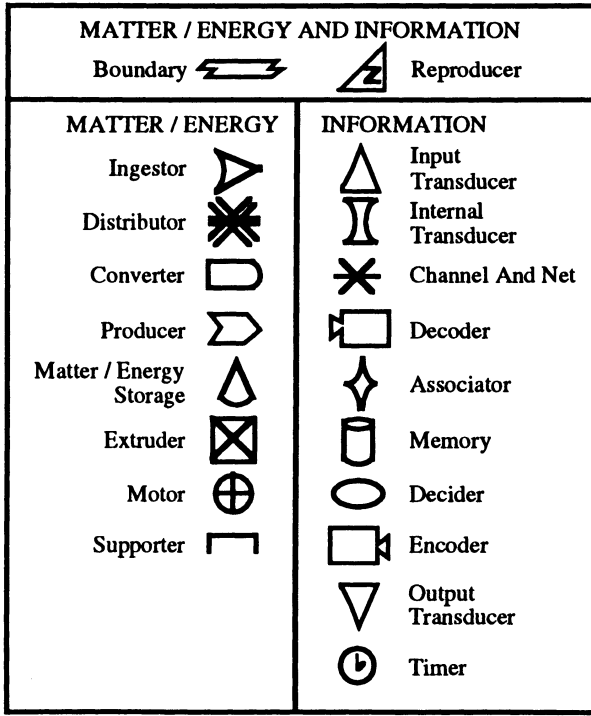 MATTER / ENERGY AND INFORMATION
Boundary
Reproducer
MATTER / ENERGY
Ingestor
Distributor
Converter
Producer
Matter / Energy
Storage
Extruder
Motor
Supporter
INFORMATION
Input
Transducer
Internal
Transducer
Channel And Net
Decoder
Associator
Memory
Decider
Encoder
Output
Transducer
Timer